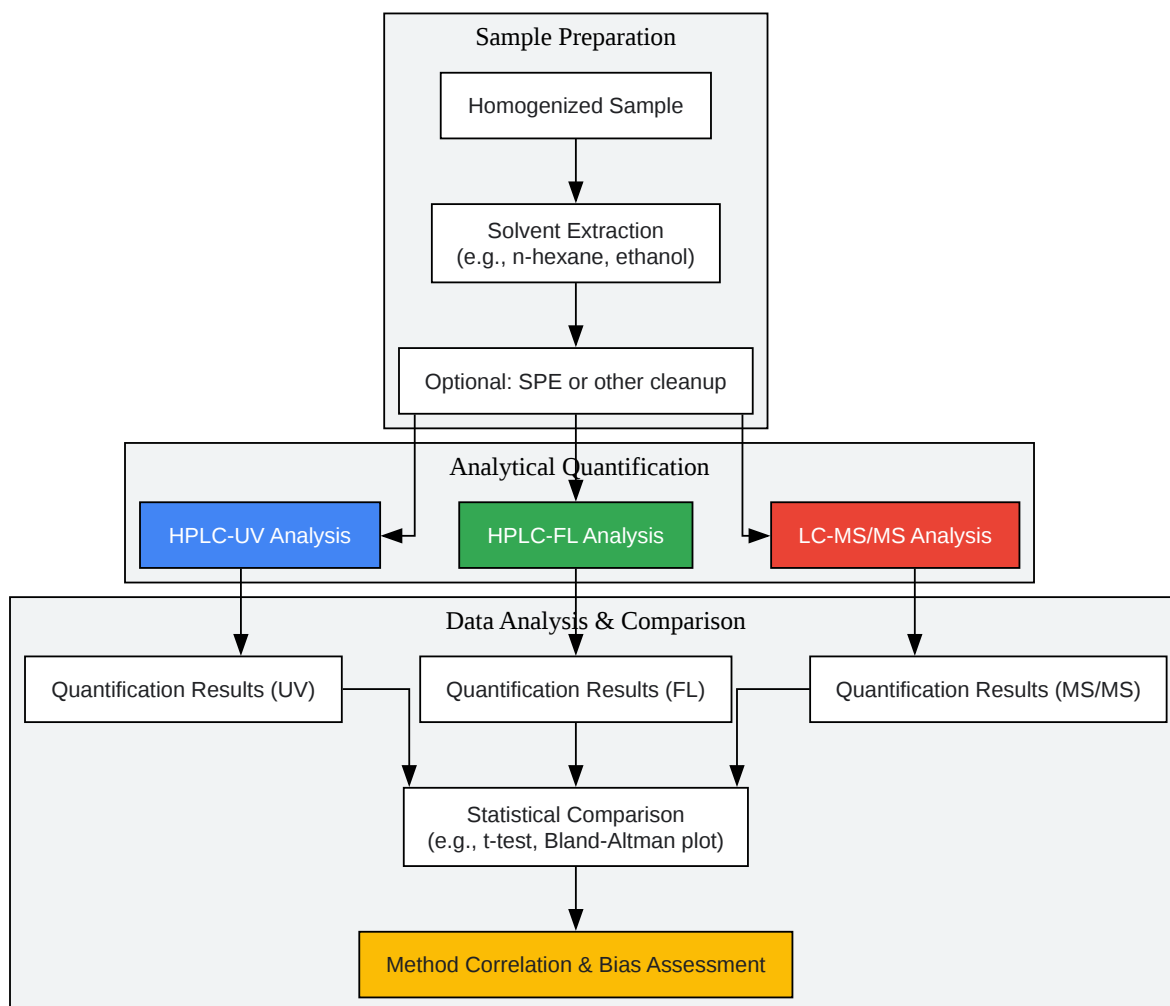 Sample Preparation
Homogenized Sample
Solvent Extraction
(e.g., n-hexane, ethanol)
Optional: SPE or other cleanup
Analytical Quantification
HPLC-UV Analysis
HPLC-FL Analysis
LC-MS/MS Analysis
Data Analysis & Comparison
Quantification Results (UV)
Quantification Results (FL)
Quantification Results (MS/MS)
Statistical Comparison
(e.g., t-test, Bland-Altman plot)
Method Correlation & Bias Assessment